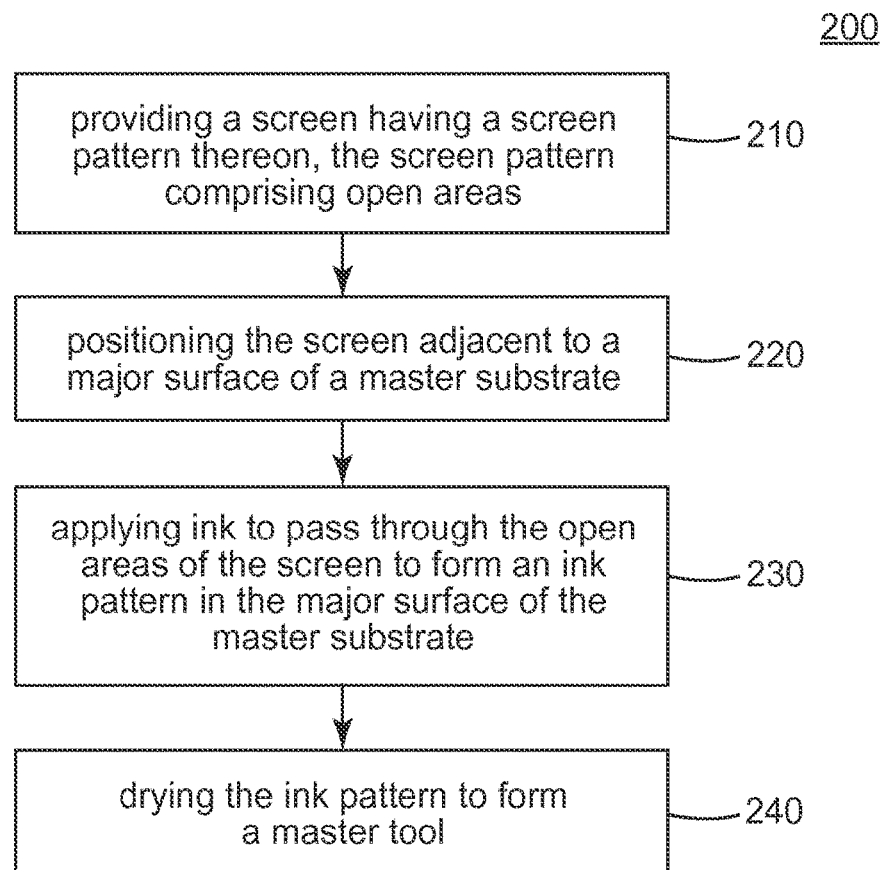 200
providing a screen having a screen
pattern thereon, the screen pattern
comprising open areas
210
positioning the screen adjacent to a
major surface of a master substrate
220
applying ink to pass through the open
areas of the screen to form an ink
pattern in the major surface of the
master substrate
230
drying the ink pattern to form
a master tool
240